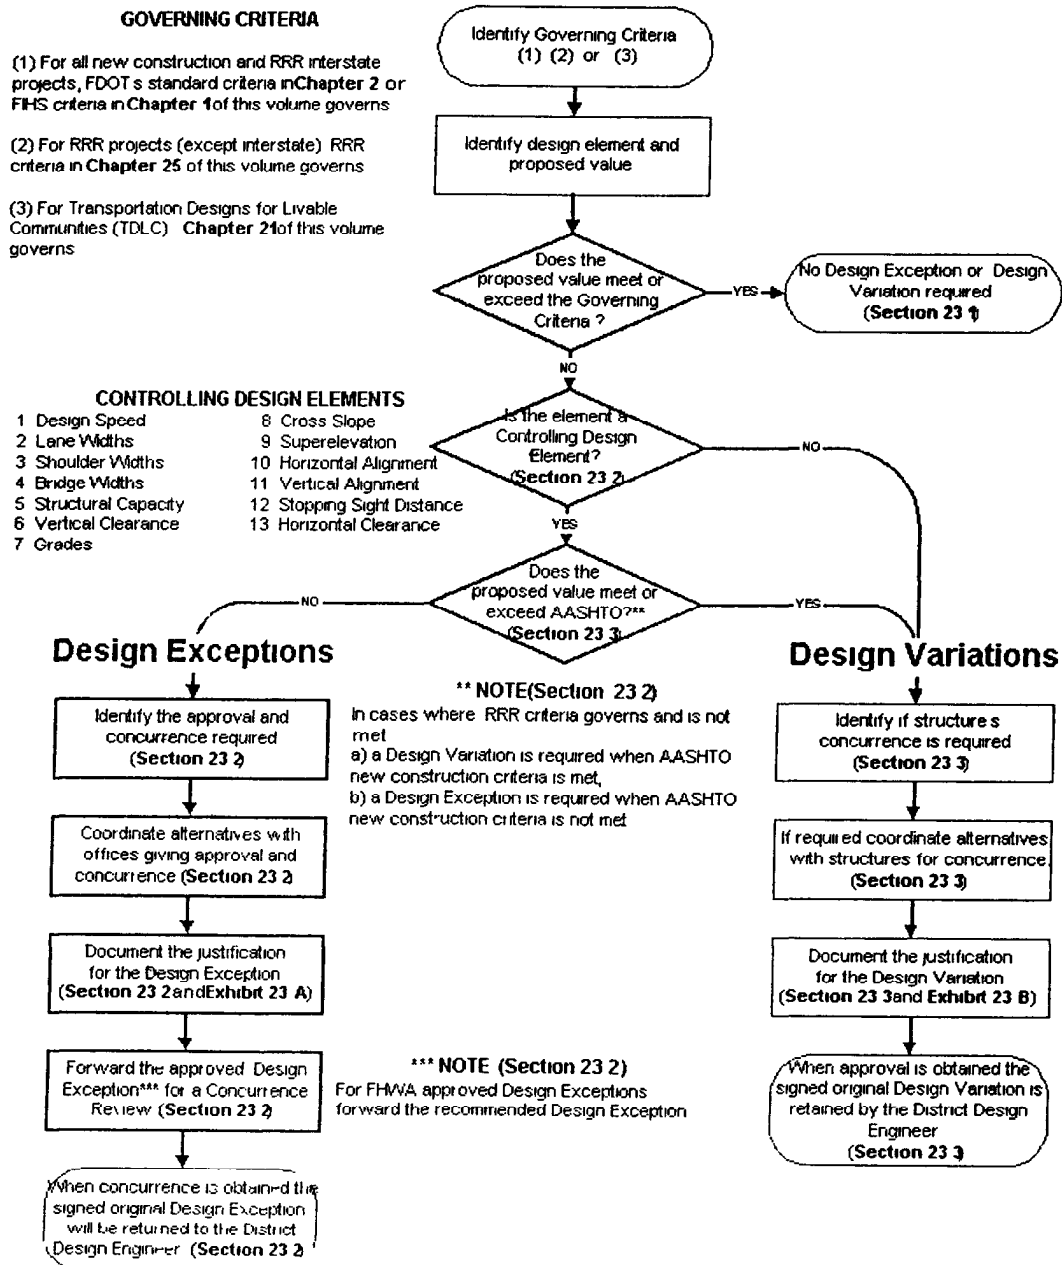 GOVERNING CRITERIA
(1) For all new construction and RRR interstate
projects, FDOT s standard criteria in Chapter 2 or
FIHS criteria in Chapter 1 of this volume governs
(2) For RRR projects (except interstate) RRR
criteria in Chapter 25 of this volume governs
(3) For Transportation Designs for Livable
Communities (TDLC) Chapter 21 of this volume
governs
Identify Governing Criteria
(1) (2) or (3)
Identify design element and
proposed value
Does the
proposed value meet or
exceed the Governing
Criteria ?
YES
No Design Exception or Design
Variation required
(Section 23 1)
NO
CONTROLLING DESIGN ELEMENTS
1 Design Speed
2 Lane Widths
3 Shoulder Widths
4 Bridge Widths
5 Structural Capacity
6 Vertical Clearance
7 Grades
8 Cross Slope
9 Superelevation
10 Horizontal Alignment
11 Vertical Alignment
12 Stopping Sight Distance
13 Horizontal Clearance
Is the element a
Controlling Design
Element?
(Section 23 2)
NO
YES
Does the
proposed value meet or
exceed AASHTO?**
(Section 23 3)
NO
YES
Design Exceptions
Identify the approval and
concurrence required
(Section 23 2)
Coordinate alternatives with
offices giving approval and
concurrence (Section 23 2)
Document the justification
for the Design Exception
(Section 23 2 and Exhibit 23 A)
Forward the approved Design
Exception*** for a Concurrence
Review (Section 23 2)
When concurrence is obtained the
signed original Design Exception
will be returned to the District
Design Engineer (Section 23 2)
** NOTE(Section 23 2)
In cases where RRR criteria governs and is not
met
a) a Design Variation is required when AASHTO
new construction criteria is met,
b) a Design Exception is required when AASHTO
new construction criteria is not met
*** NOTE (Section 23 2)
For FHWA approved Design Exceptions
forward the recommended Design Exception
Design Variations
Identify if structure s
concurrence is required
(Section 23 3)
If required coordinate alternatives
with structures for concurrence.
(Section 23 3)
Document the justification
for the Design Variation
(Section 23 3 and Exhibit 23 B)
When approval is obtained the
signed original Design Variation is
retained by the District Design
Engineer
(Section 23 3)